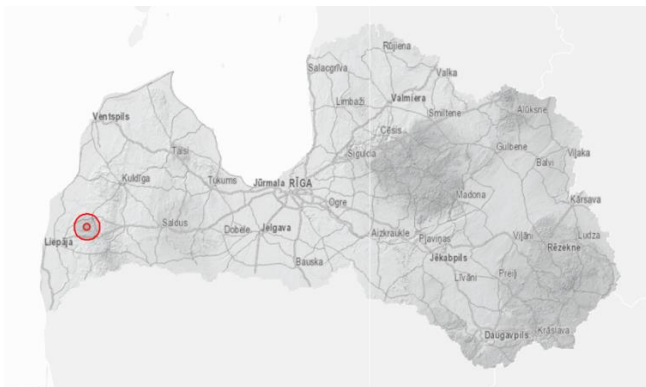 Rūjiena
Salacgrīva
Valka
Limbaži
Valmiera
Smiltene
Alūksne
Ventspils
Cēsis
Talsi
Sigulda
Gulbene
Balvi
Viļaka
Kuldīga
Tukums
Jūrmala
RĪGA
Madona
Kārsava
Ogre
Saldus
Dobele
Jelgava
Aizkraukle
Pļaviņas
Viļāni
Ludza
Liepāja
Rēzekne
Jēkabpils
Bauska
Līvāni
Preiļi
Daugavpils
Krāslava